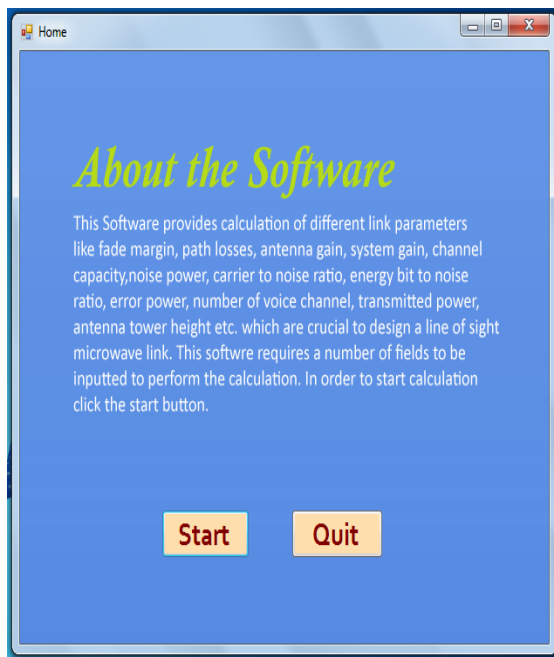 Home
About the Software
This Software provides calculation of different link parameters
like fade margin, path losses, antenna gain, system gain, channel
capacity,noise power, carrier to noise ratio, energy bit to noise
ratio, error power, number of voice channel, transmitted power,
antenna tower height etc. which are crucial to design a line of sight
microwave link. This softwre requires a number of fields to be
inputted to perform the calculation. In order to start calculation
click the start button.
Start Quit